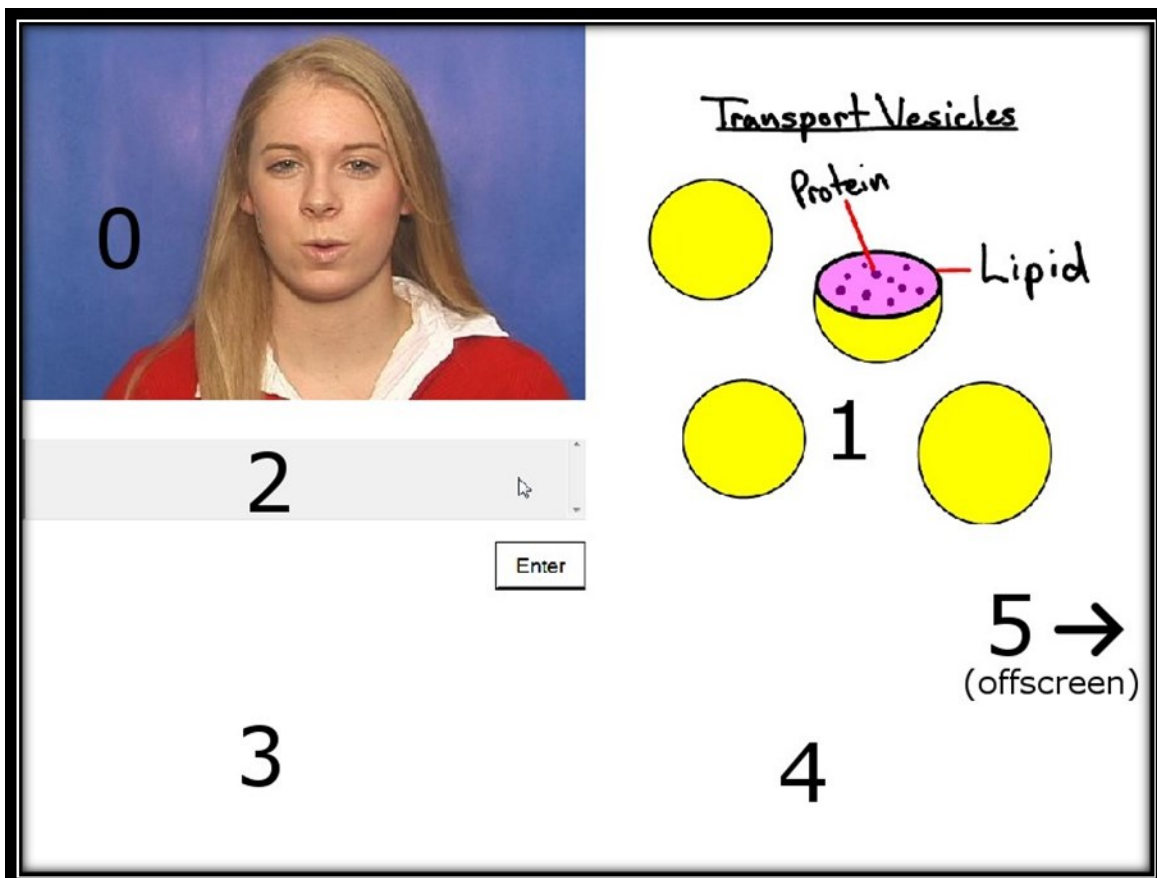 0
Transport Vesicles
Protein
Lipid
1
2
Enter
5 →
(offscreen)
3
4